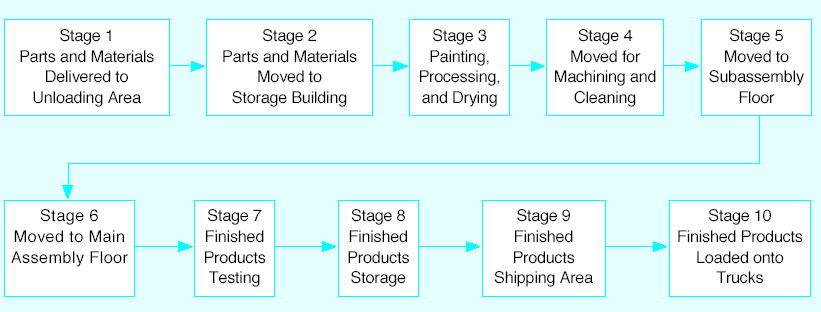 Stage 1
Parts and Materials
Delivered to
Unloading Area
Stage 2
Parts and Materials
Moved to
Storage Building
Stage 3
Painting,
Processing,
and Drying
Stage 4
Moved for
Machining and
Cleaning
Stage 5
Moved to
Subassembly
Floor
Stage 6
Moved to Main
Assembly Floor
Stage 7
Finished
Products
Testing
Stage 8
Finished
Products
Storage
Stage 9
Finished
Products
Shipping Area
Stage 10
Finished Products
Loaded onto
Trucks